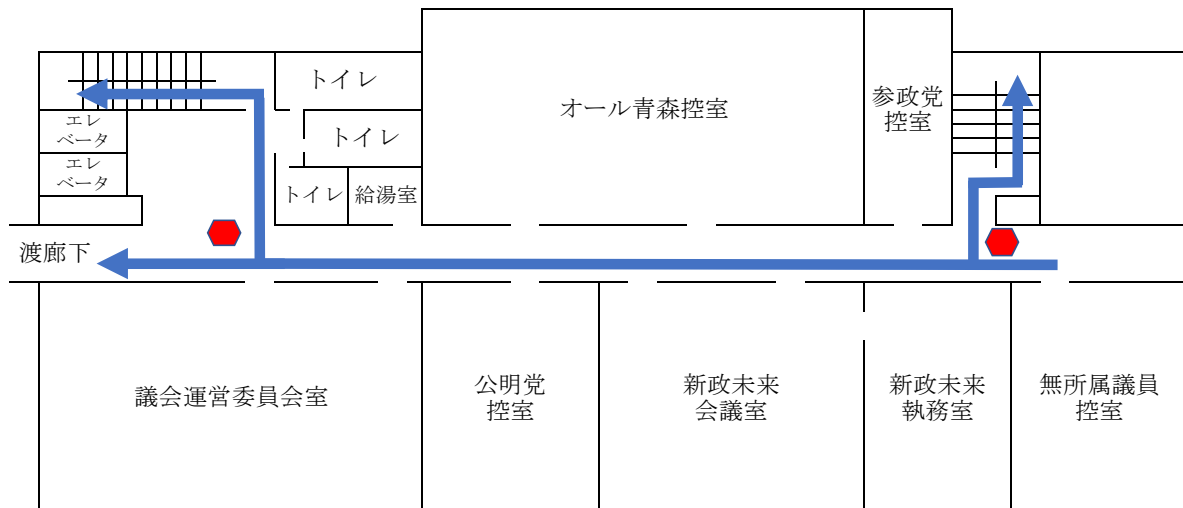 トイレ
オール青森控室
参政党
控室
エレ
ベータ
トイレ
エレ
ベータ
トイレ
給湯室
渡廊下
議会運営委員会室
公明党
控室
新政未来
会議室
新政未来
執務室
無所属議員
控室